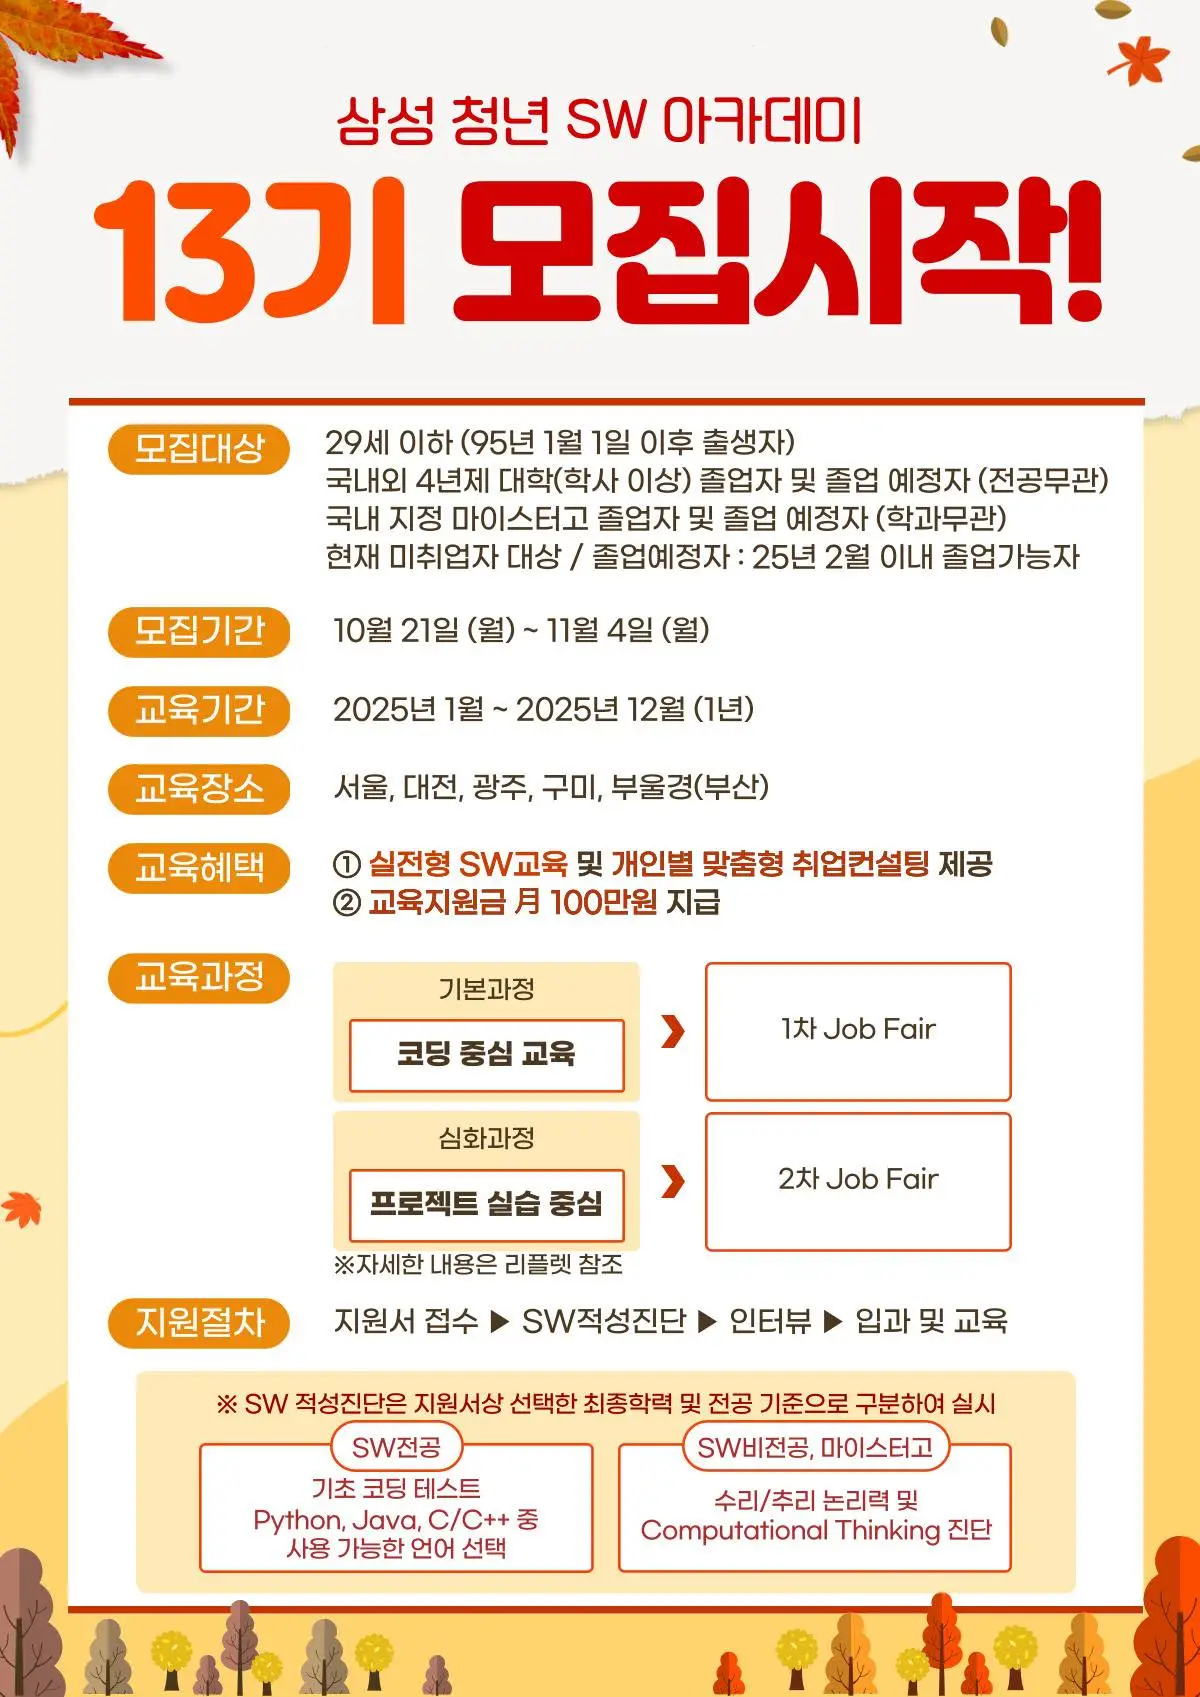 삼성 청년 SW 아카데미
13기 모집시작!
모집대상
29세 이하 (95년 1월 1일 이후 출생자)
국내외 4년제 대학(학사 이상) 졸업자 및 졸업 예정자 (전공무관)
국내 지정 마이스터고 졸업자 및 졸업 예정자 (학과무관)
현재 미취업자 대상 / 졸업예정자 : 25년 2월 이내 졸업가능자
모집기간
10월 21일 (월) ~ 11월 4일 (월)
교육기간
2025년 1월 ~ 2025년 12월 (1년)
교육장소
서울, 대전, 광주, 구미, 부울경(부산)
교육혜택
① 실전형 SW교육 및 개인별 맞춤형 취업컨설팅 제공
② 교육지원금 月 100만원 지급
교육과정
기본과정
코딩 중심 교육
1차 Job Fair
심화과정
프로젝트 실습 중심
2차 Job Fair
※자세한 내용은 리플렛 참조
지원절차
지원서 접수 ▶ SW적성진단 ▶ 인터뷰 ▶ 입과 및 교육
※ SW 적성진단은 지원서상 선택한 최종학력 및 전공 기준으로 구분하여 실시
SW전공
기초 코딩 테스트
Python, Java, C/C++ 중
사용 가능한 언어 선택
SW비전공, 마이스터고
수리/추리 논리력 및
Computational Thinking 진단